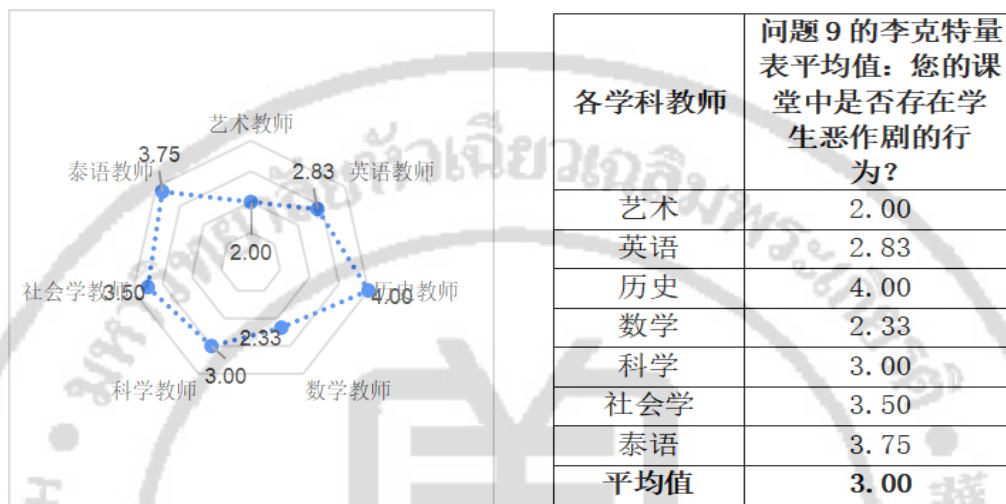 艺术教师
3.75
2.83
泰语教师
英语教师
2.00
社会学教师
3.50
历史教师
4.00
2.33
3.00
科学教师
数学教师
各学科教师
问题 9 的李克特量
表平均值：您的课
堂中是否存在学
生恶作剧的行
为？
艺术 2.00
英语 2.83
历史 4.00
数学 2.33
科学 3.00
社会学 3.50
泰语 3.75
平均值 3.00